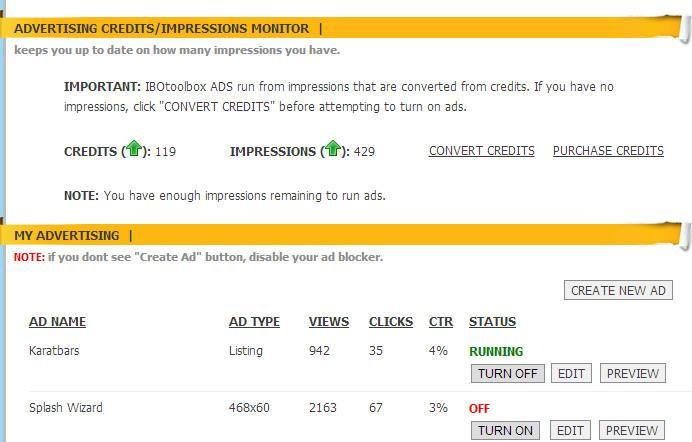 ADVERTISING CREDITS/IMPRESSIONS MONITOR |
keeps you up to date on how many impressions you have.
IMPORTANT: IBOtoolbox ADS run from impressions that are converted from credits. If you have no
impressions, click "CONVERT CREDITS" before attempting to turn on ads.
CREDITS (): 119 IMPRESSIONS (): 429 CONVERT CREDITS PURCHASE CREDITS
NOTE: You have enough impressions remaining to run ads.
MY ADVERTISING |
NOTE: if you dont see "Create Ad" button, disable your ad blocker.
CREATE NEW AD
AD NAME AD TYPE VIEWS CLICKS CTR STATUS
Karatbars Listing 942 35 4% RUNNING
TURN OFF EDIT PREVIEW
Splash Wizard 468x60 2163 67 3% OFF
TURN ON EDIT PREVIEW